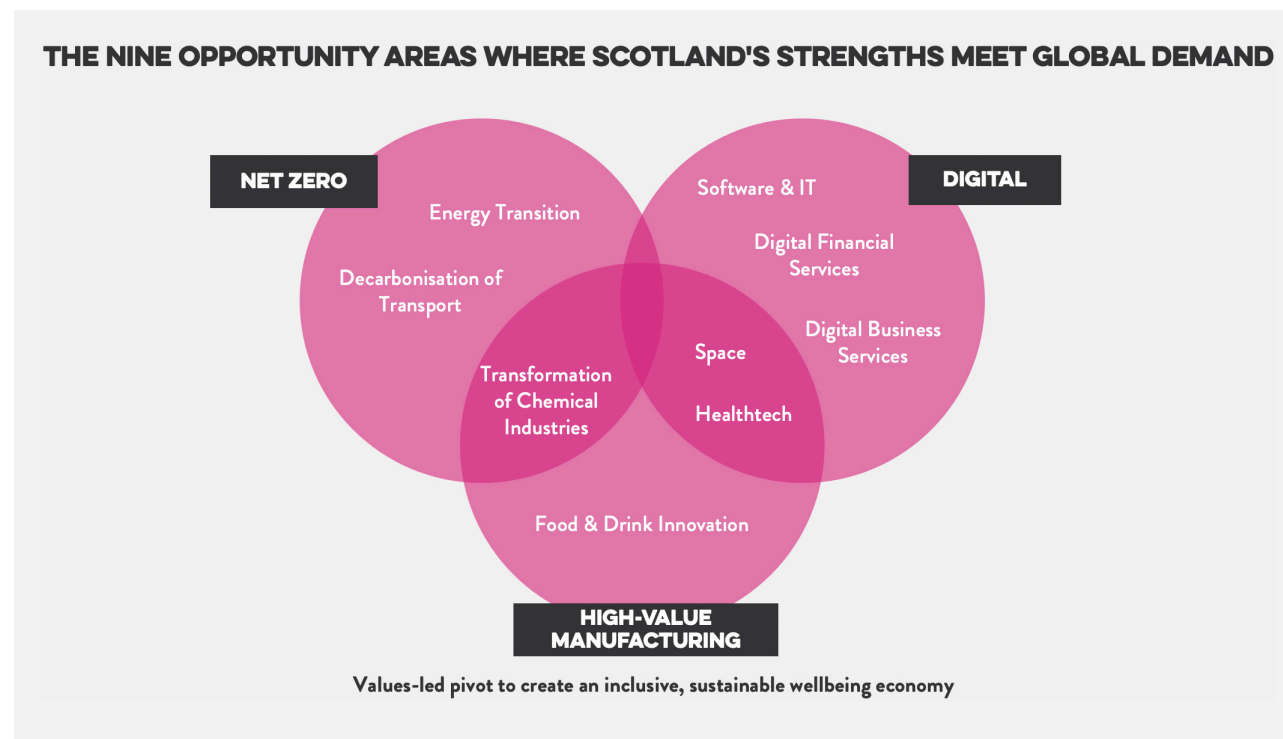 THE NINE OPPORTUNITY AREAS WHERE SCOTLAND'S STRENGTHS MEET GLOBAL DEMAND
NET ZERO
Energy Transition
Decarbonisation of
Transport
DIGITAL
Software & IT
Digital Financial
Services
Digital Business
Services
Transformation
of Chemical
Industries
Space
Healthtech
Food & Drink Innovation
HIGH-VALUE
MANUFACTURING
Values-led pivot to create an inclusive, sustainable wellbeing economy